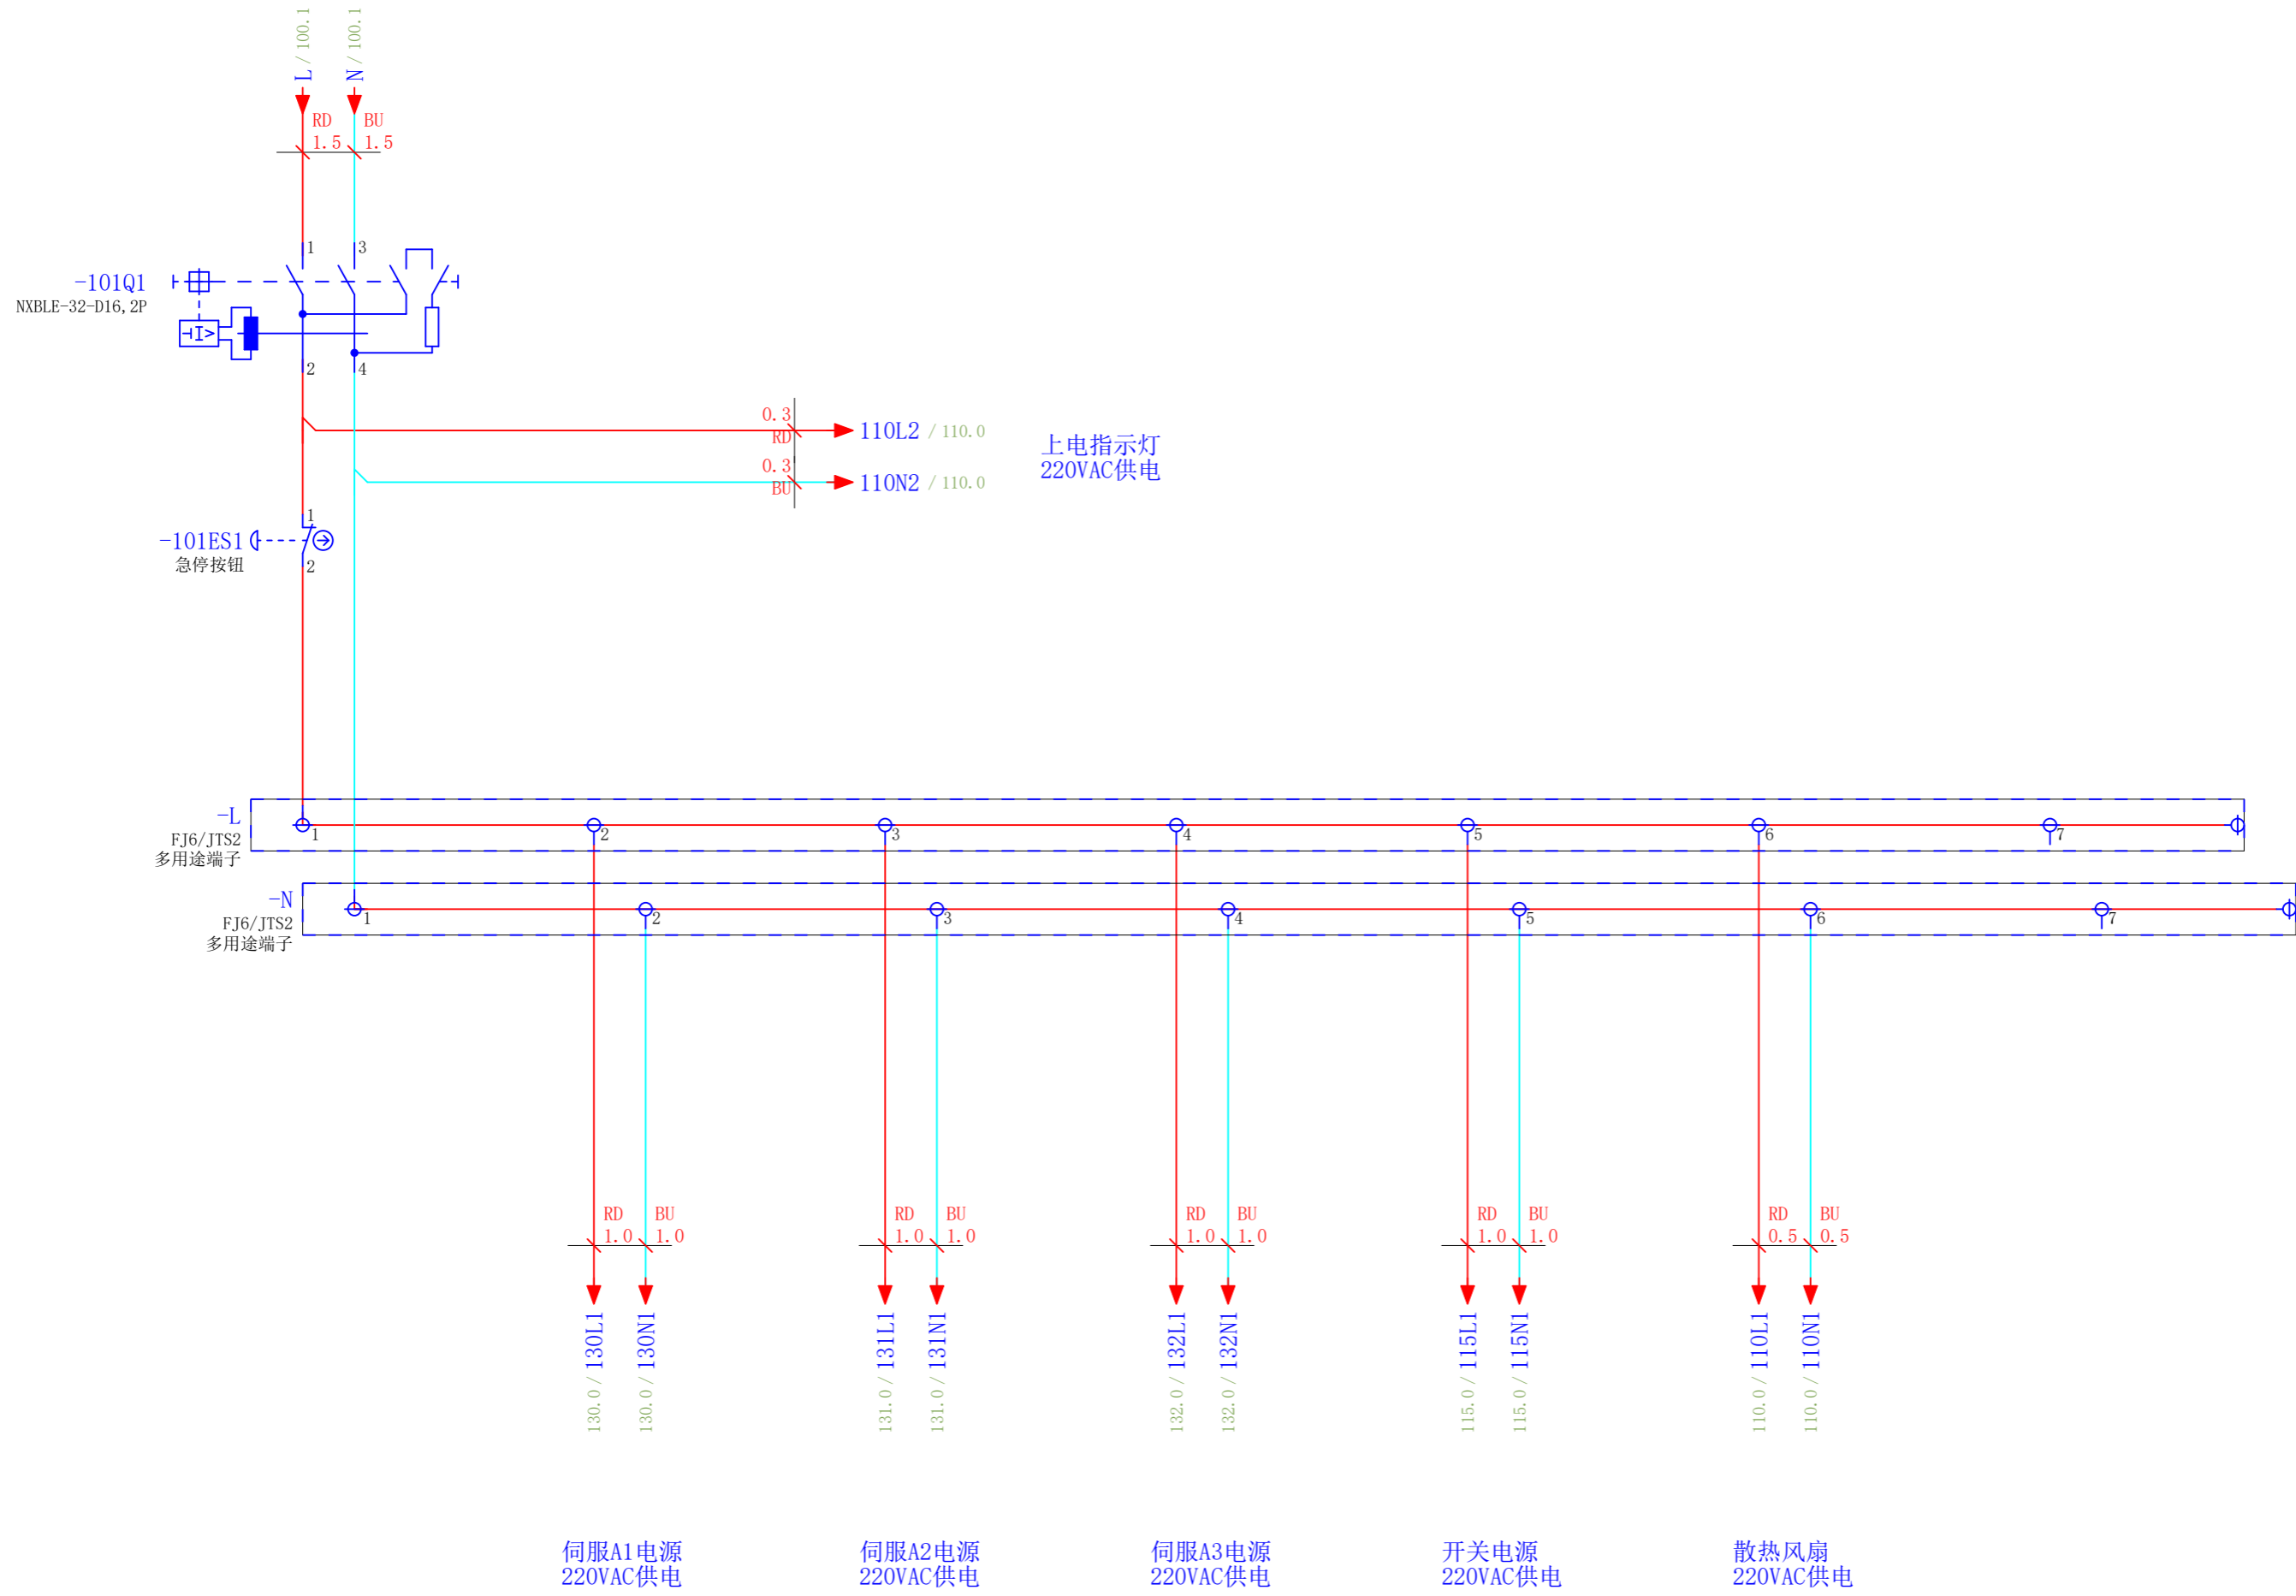 L / 100.1
N / 100.1
RD
1.5
BU
1.5
-101Q1
NXBLE-32-D16,2P
1
3
2
4
I>
0.3
RD
110L2 / 110.0
0.3
BU
110N2 / 110.0
上电指示灯
220VAC供电
-101ES1
急停按钮
1
2
-L
FJ6/JTS2
多用途端子
1 2 3 4 5 6 7
-N
FJ6/JTS2
多用途端子
1 2 3 4 5 6 7
RD
1.0
BU
1.0
RD
1.0
BU
1.0
RD
1.0
BU
1.0
RD
1.0
BU
1.0
RD
0.5
BU
0.5
130.0 / 130L1
130.0 / 130N1
131.0 / 131L1
131.0 / 131N1
132.0 / 132L1
132.0 / 132N1
115.0 / 115L1
115.0 / 115N1
110.0 / 110L1
110.0 / 110N1
伺服A1电源
220VAC供电
伺服A2电源
220VAC供电
伺服A3电源
220VAC供电
开关电源
220VAC供电
散热风扇
220VAC供电